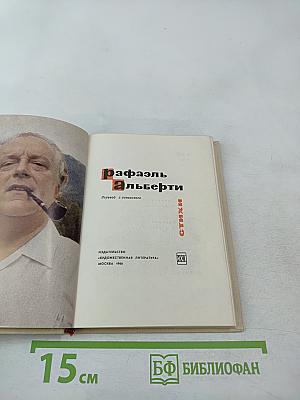 Рафаэль
Альберти
Перевод с испанского
СТИХИ
ИЗДАТЕЛЬСТВО
«ХУДОЖЕСТВЕННАЯ ЛИТЕРАТУРА»
МОСКВА 1966
15 см
БФ БИБЛИОФАН